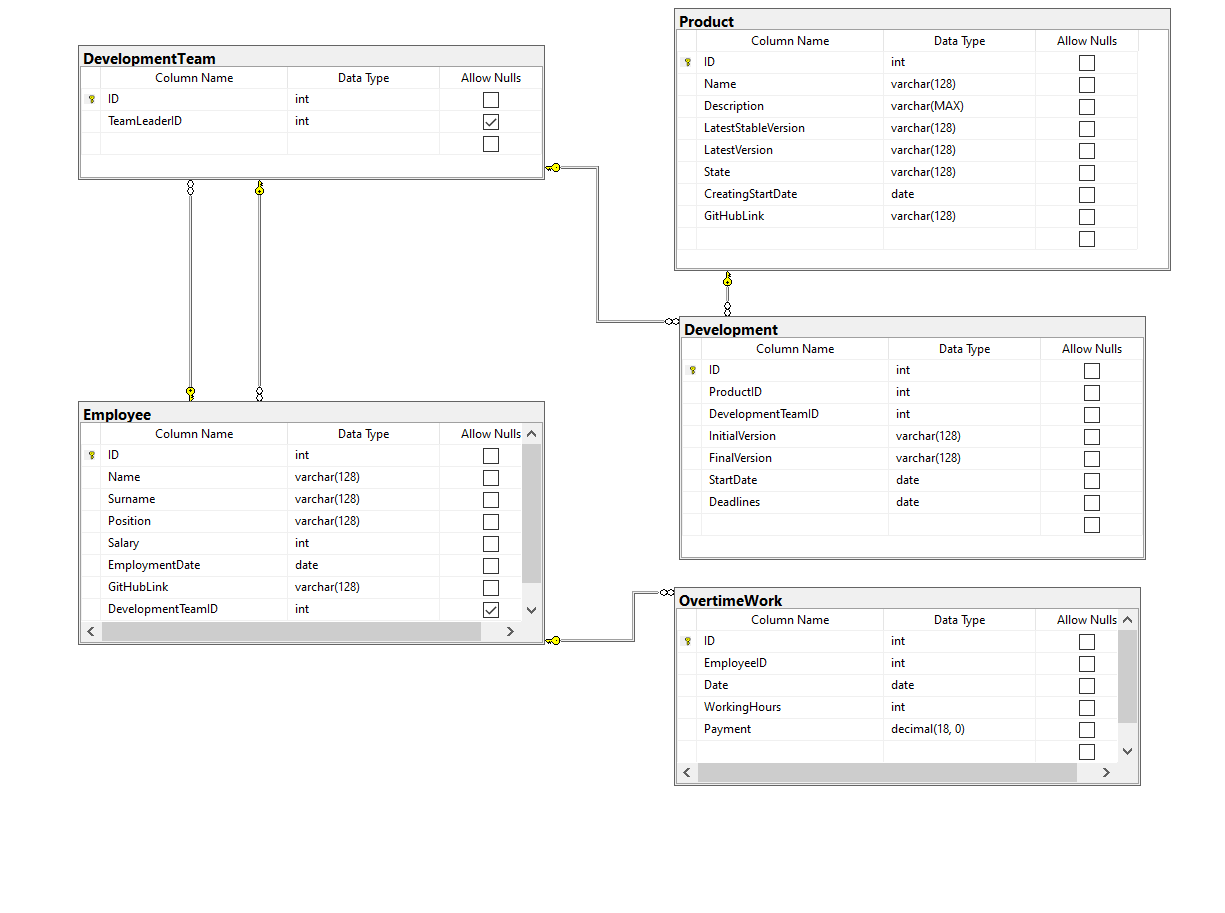 DevelopmentTeam
Column Name Data Type Allow Nulls
ID int
TeamLeaderID int
Product
Column Name Data Type Allow Nulls
ID int
Name varchar(128)
Description varchar(MAX)
LatestStableVersion varchar(128)
LatestVersion varchar(128)
State varchar(128)
CreatingStartDate date
GitHubLink varchar(128)
Development
Column Name Data Type Allow Nulls
ID int
ProductID int
DevelopmentTeamID int
InitialVersion varchar(128)
FinalVersion varchar(128)
StartDate date
Deadlines date
Employee
Column Name Data Type Allow Nulls
ID int
Name varchar(128)
Surname varchar(128)
Position varchar(128)
Salary int
EmploymentDate date
GitHubLink varchar(128)
DevelopmentTeamID int
OvertimeWork
Column Name Data Type Allow Nulls
ID int
EmployeeID int
Date date
WorkingHours int
Payment decimal(18, 0)